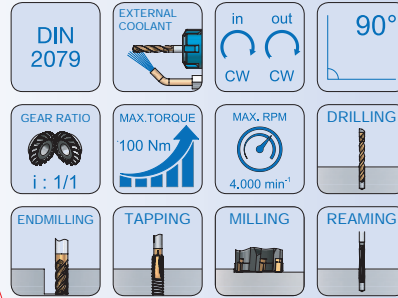 DIN
2079
EXTERNAL
COOLANT
in out
CW CW
90°
GEAR RATIO
i : 1/1
MAX.TORQUE
100 Nm
MAX. RPM
4.000 min⁻¹
DRILLING
ENDMILLING
TAPPING
MILLING
REAMING